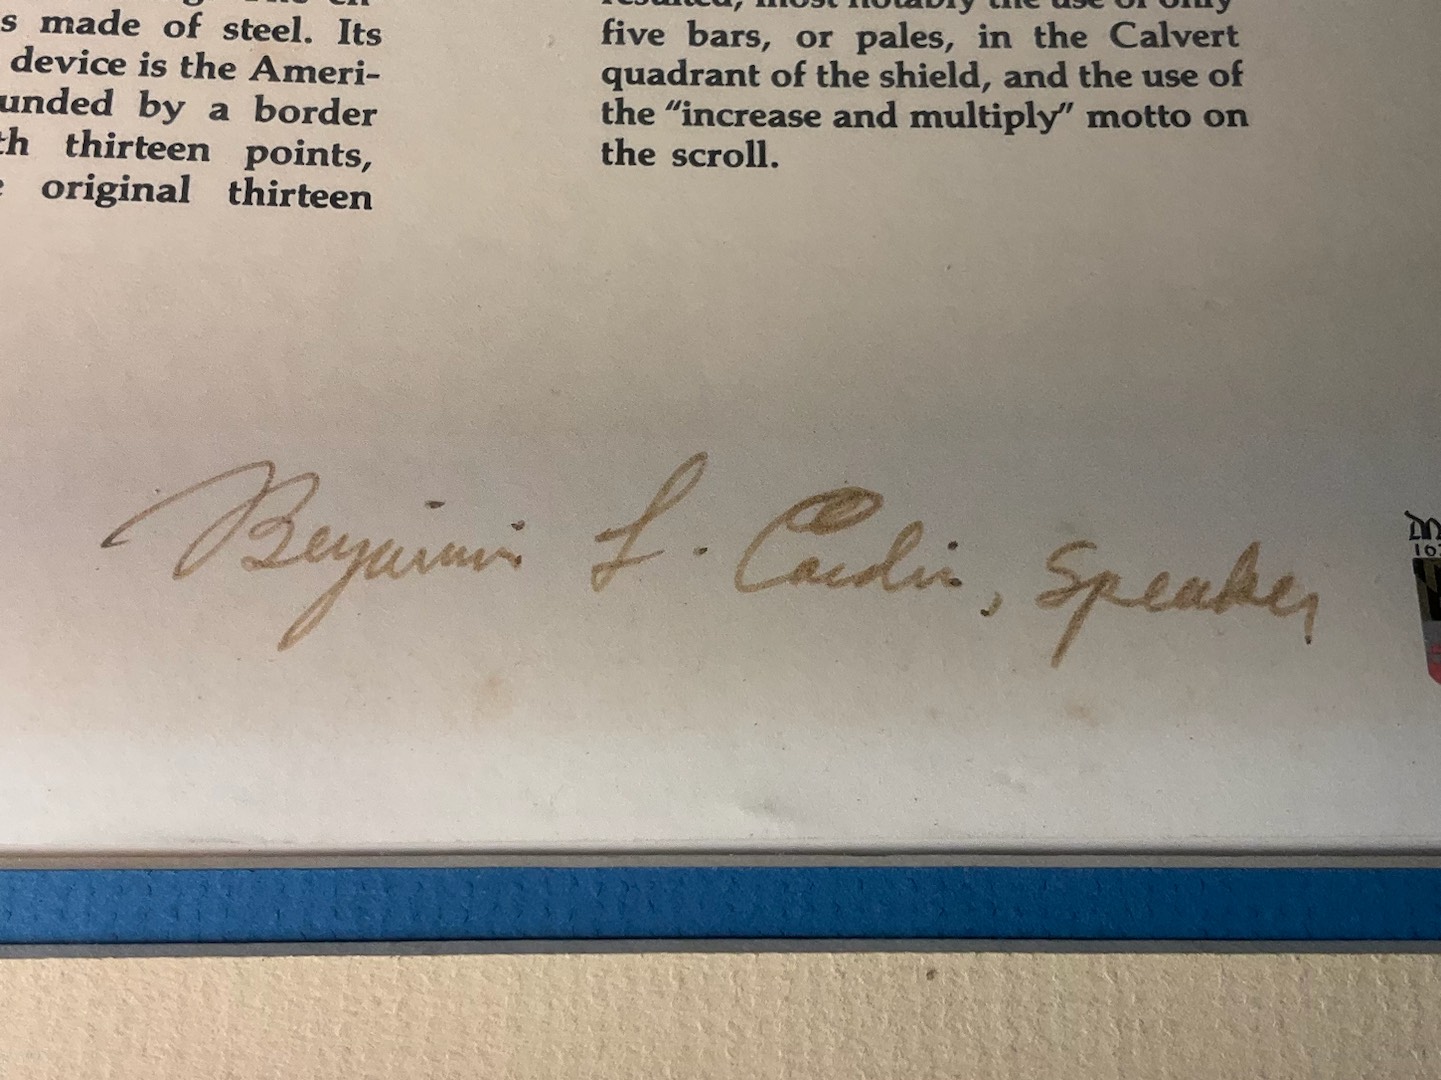 s made of steel. Its
device is the Ameri-
unded by a border
th thirteen points,
original thirteen
five bars, or pales, in the Calvert
quadrant of the shield, and the use of
the “increase and multiply” motto on
the scroll.
Benjamin L. Cardin, Speaker